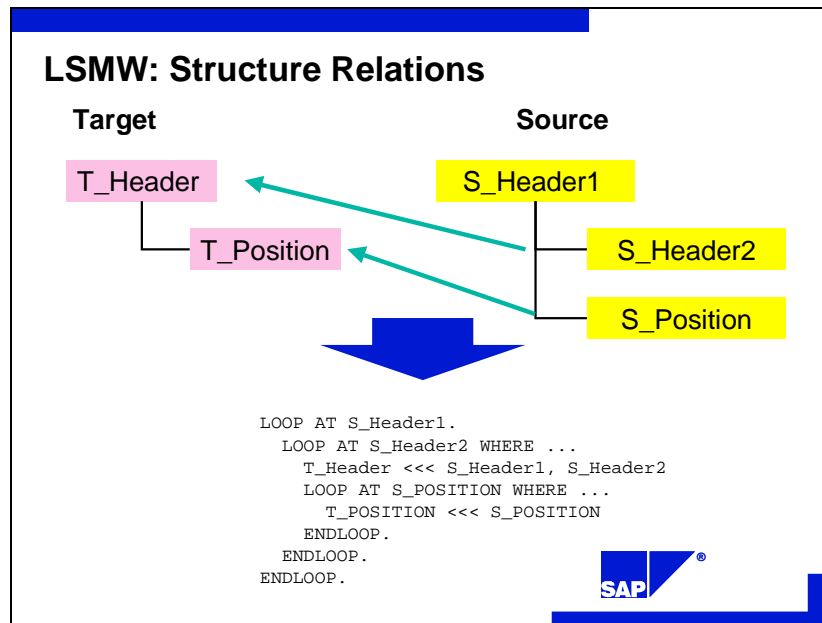 LSMW: Structure Relations
Target
Source
T_Header
S_Header1
T_Position
S_Header2
S_Position
LOOP AT S_Header1.
LOOP AT S_Header2 WHERE ...
T_Header <<< S_Header1, S_Header2
LOOP AT S_POSITION WHERE ...
T_POSITION <<< S_POSITION
ENDLOOP.
ENDLOOP.
ENDLOOP.
SAP ®